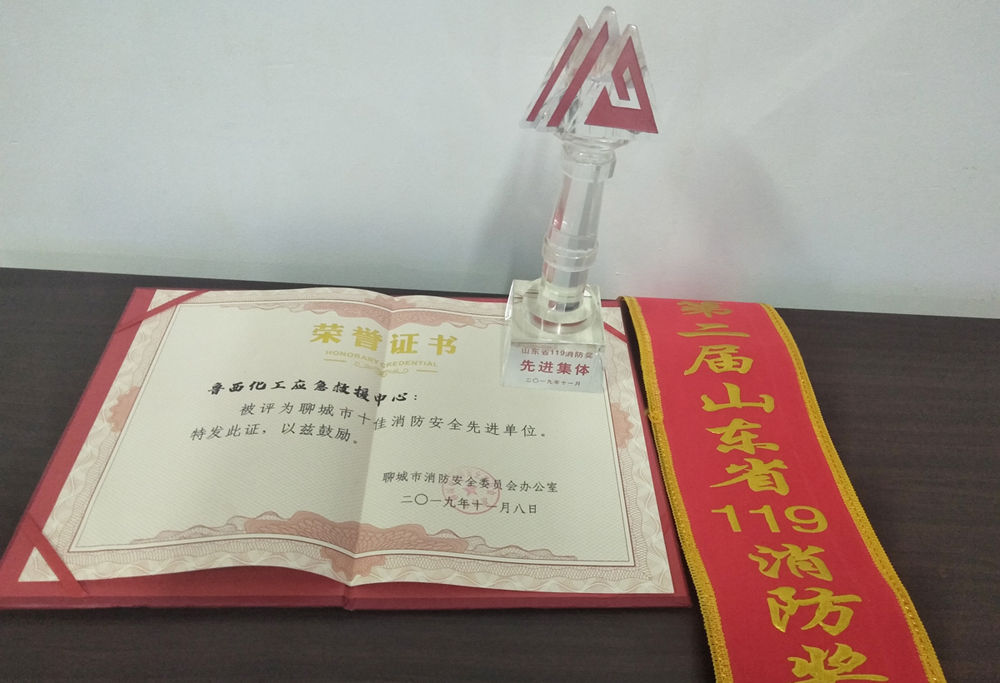 荣誉证书
HONORARY CREDENTIAL
鲁西化工应急救援中心：
被评为聊城市十佳消防安全先进单位。
特发此证，以兹鼓励。
聊城市消防安全委员会办公室
二〇一九年十一月八日
山东省119消防奖
先进集体
二〇一九年十一月
第二届山东省119消防奖